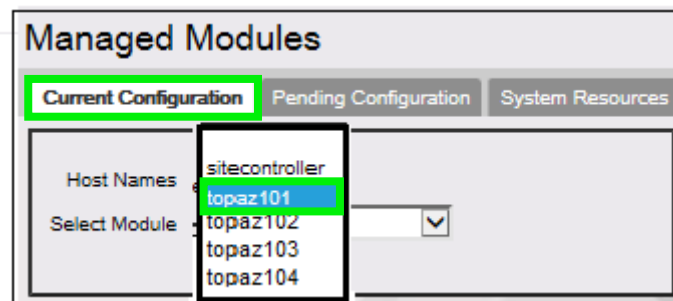 Managed Modules
Current Configuration Pending Configuration System Resources
Host Names
sitecontroller
topaz101
Select Module
topaz102
topaz103
topaz104